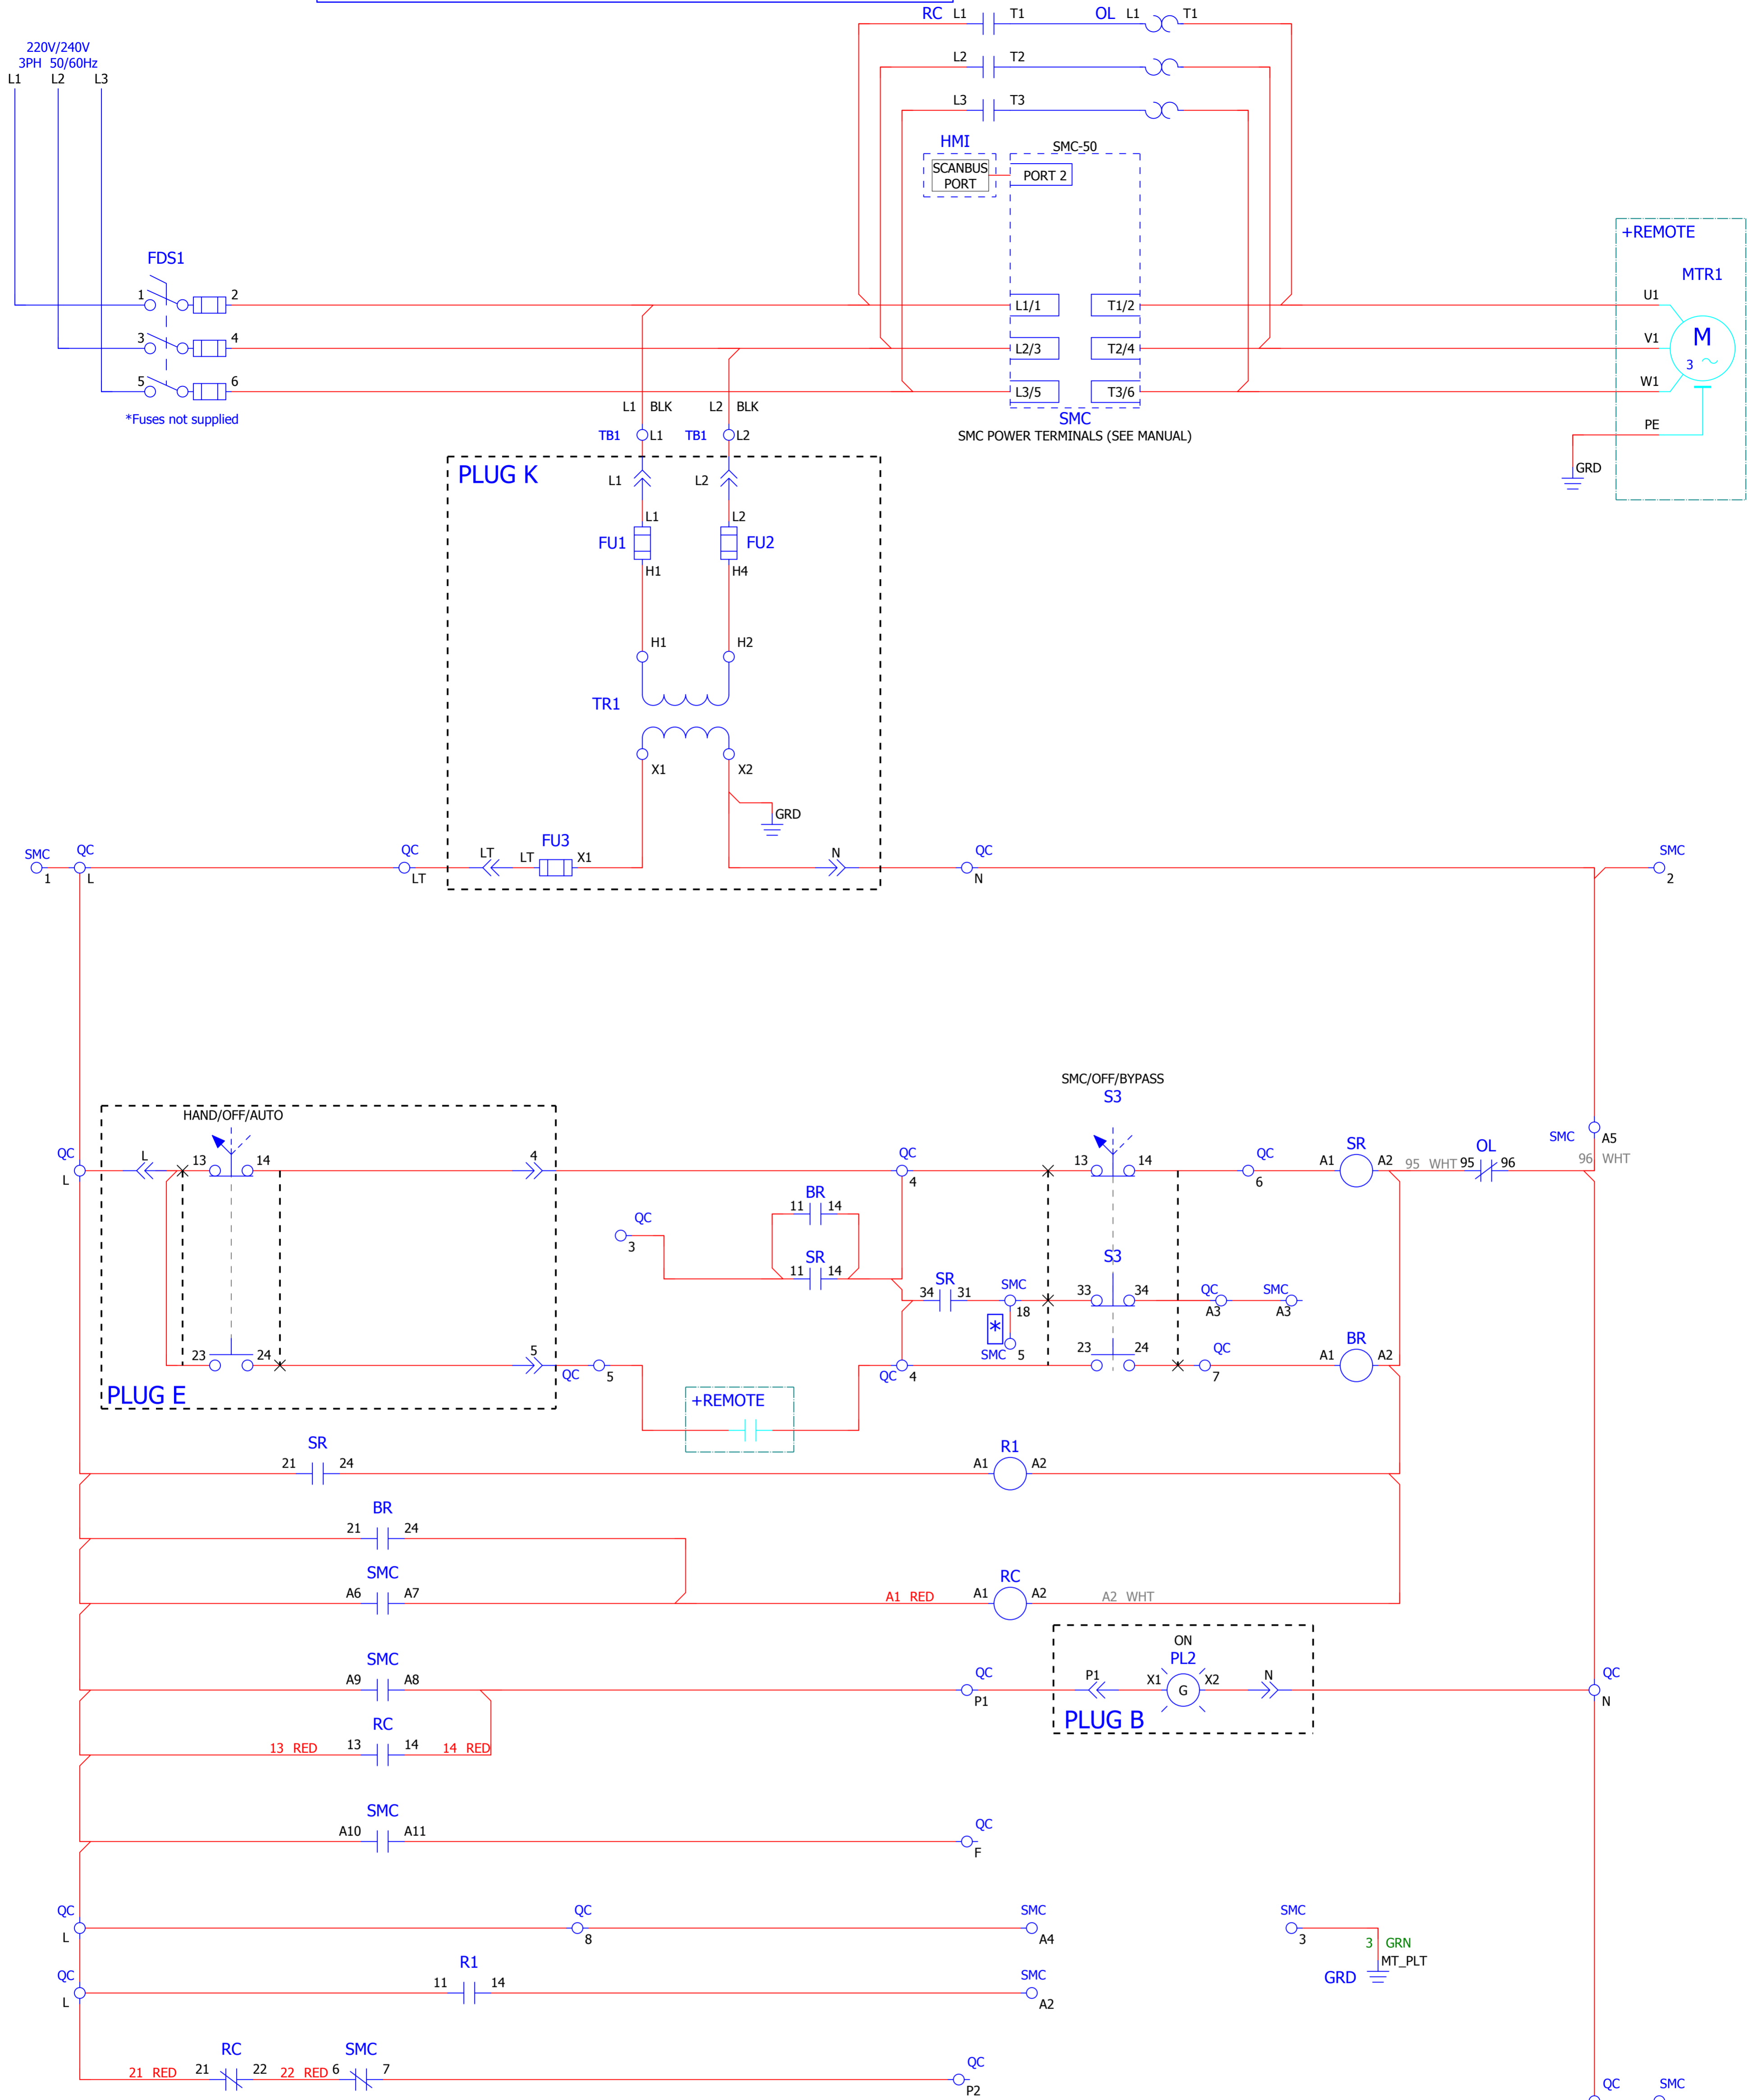 RC L1 T1 OL L1 T1
220V/240V
3PH 50/60Hz
L1 L2 L3
L2 T2
L3 T3
HMI
SMC-50
SCANBUS
PORT
PORT 2
+REMOTE
MTR1
FDS1
1 2
L1/1 T1/2
U1
3 4
L2/3 T2/4
V1
M
3
5 6
L3/5 T3/6
W1
*Fuses not supplied
L1 BLK L2 BLK
SMC
SMC POWER TERMINALS (SEE MANUAL)
PE
TB1 L1 TB1 L2
GRD
PLUG K
L1 L2
L1 L2
FU1 FU2
H1 H4
H1 H2
TR1
X1 X2
GRD
FU3
SMC QC QC LT LT X1 N QC SMC
1 L LT N 2
SMC/OFF/BYPASS
S3
HAND/OFF/AUTO
SMC A5
QC L 13 14 4 QC 13 14 QC SR OL
A1 A2 95 WHT 95 96 96 WHT
L 4 6
BR
11 14
QC
3
SR
11 14
S3
SR
34 31 SMC 33 34 QC SMC
18 A3 A3
*
SMC 5
23 24 5 23 24 QC BR
A1 A2
QC 5 QC 4 7
PLUG E
+REMOTE
SR
21 24
R1
A1 A2
BR
21 24
SMC
A6 A7
A1 RED
RC
A1 A2
A2 WHT
ON
SMC
A9 A8
QC
P1
P1 X1 PL2 X2 N
G
QC
N
PLUG B
RC
13 RED 13 14 14 RED
SMC
A10 A11
QC
F
QC QC SMC SMC
L 8 A4 3
3 GRN
MT_PLT
GRD
QC R1 SMC
11 14
L A2
RC SMC
21 RED 21 22 22 RED 6 7
QC
P2
QC SMC